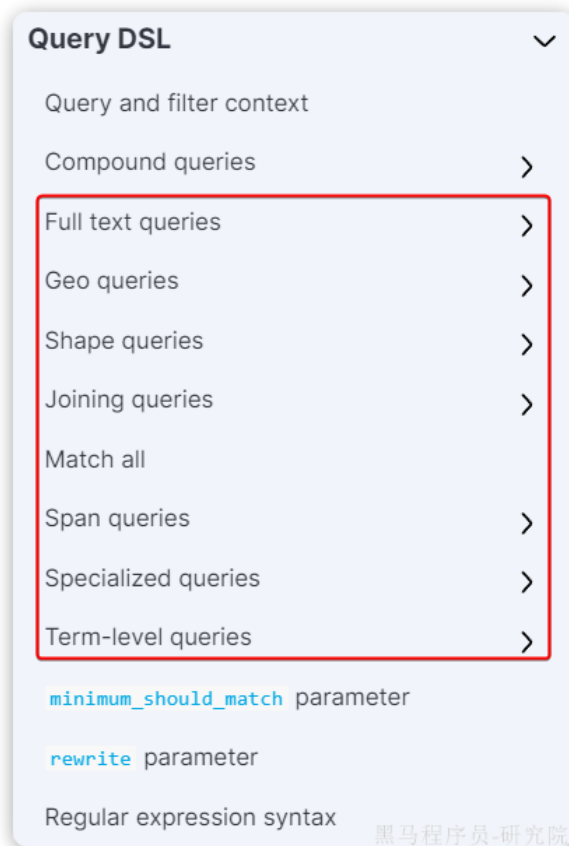 Query DSL
Query and filter context
Compound queries
Full text queries
Geo queries
Shape queries
Joining queries
Match all
Span queries
Specialized queries
Term-level queries
minimum_should_match parameter
rewrite parameter
Regular expression syntax
黑马程序员-研究院